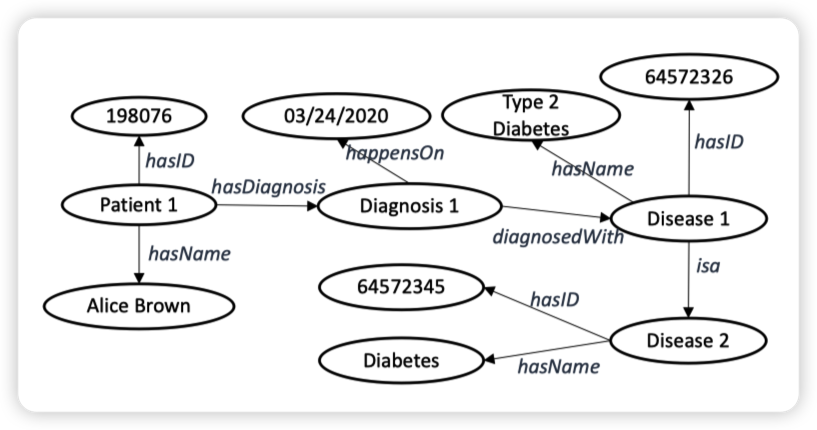 64572326
198076
03/24/2020
Type 2
Diabetes
hasID
happensOn
hasName
hasID
hasDiagnosis
Patient 1
Diagnosis 1
Disease 1
hasName
diagnosedWith
isa
64572345
hasID
Alice Brown
Disease 2
Diabetes
hasName